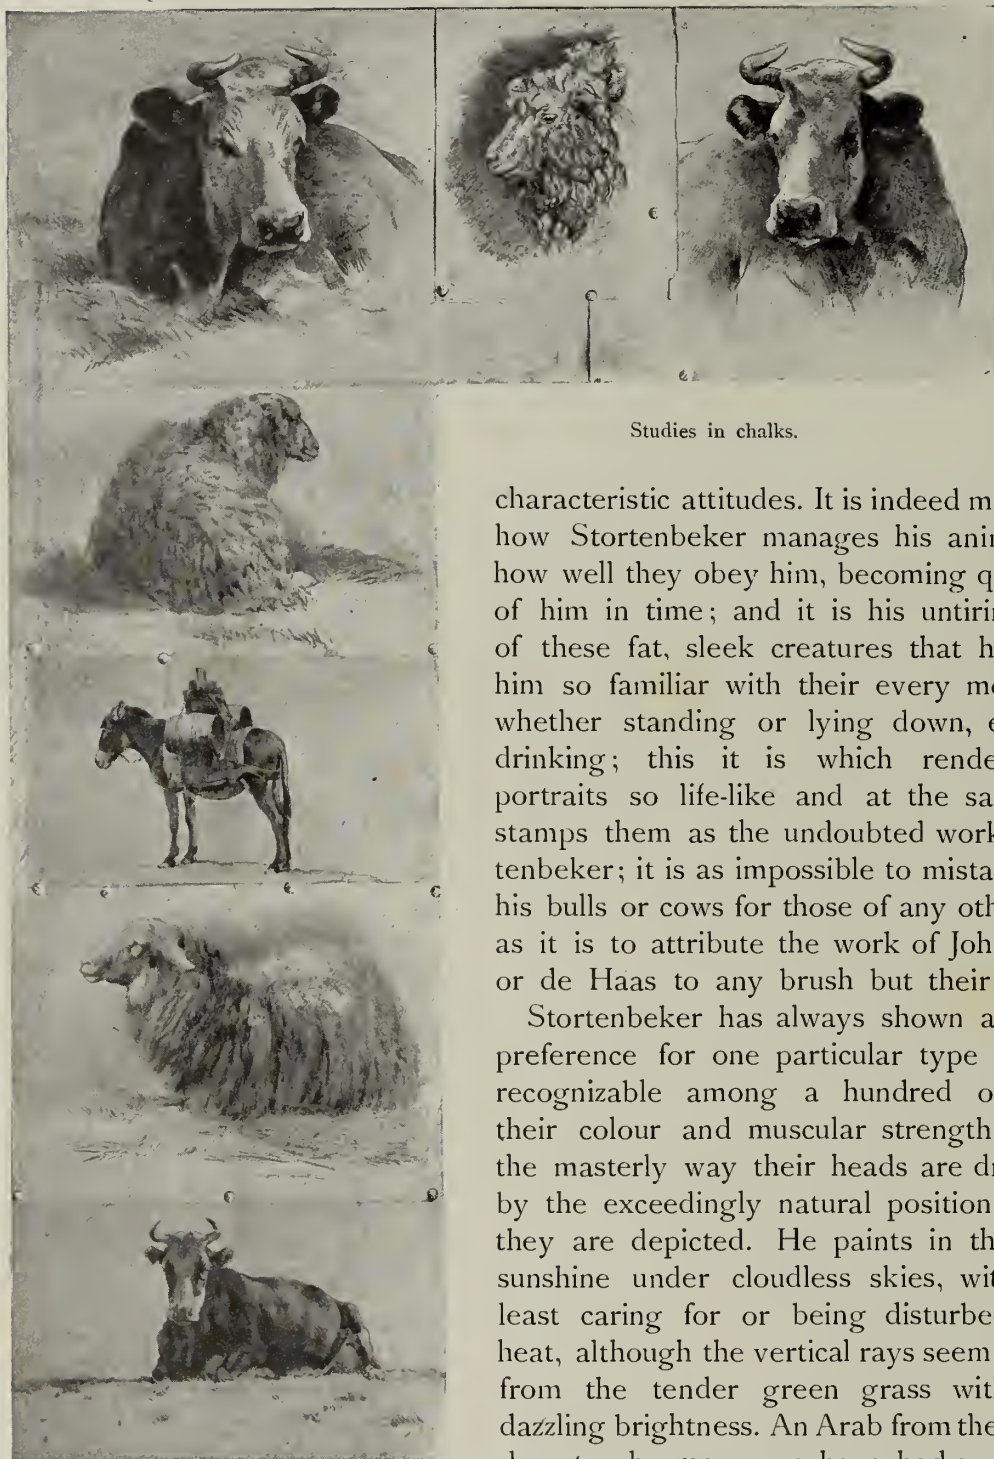 Studies in chalks.
characteristic attitudes. It is indeed m
how Stortenbeker manages his ani
how well they obey him, becoming q
of him in time; and it is his untiri
of these fat, sleek creatures that h
him so familiar with their every m
whether standing or lying down, e
drinking; this it is which rende
portraits so life-like and at the sa
stamps them as the undoubted work
tenbeker; it is as impossible to mista
his bulls or cows for those of any oth
as it is to attribute the work of Joh
or de Haas to any brush but their
Stortenbeker has always shown a
preference for one particular type
recognizable among a hundred o
their colour and muscular strength
the masterly way their heads are d
by the exceedingly natural position
they are depicted. He paints in th
sunshine under cloudless skies, wit
least caring for or being disturbe
heat, although the vertical rays seem
from the tender green grass wit
dazzling brightness. An Arab from the